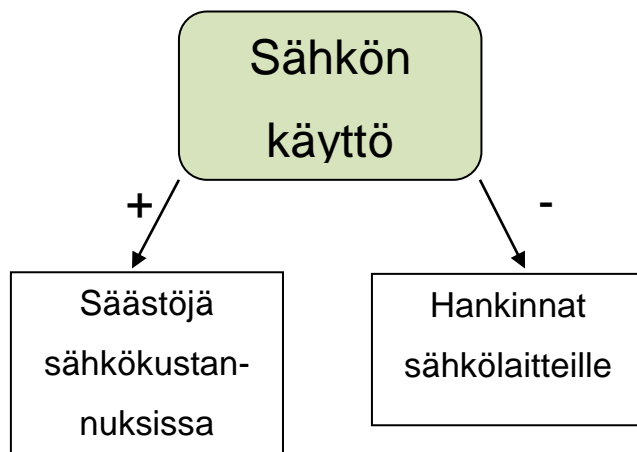 Sähkön
käyttö
+
-
Säästöjä
sähkökustan-
nuksissa
Hankinnat
sähkölaitteille